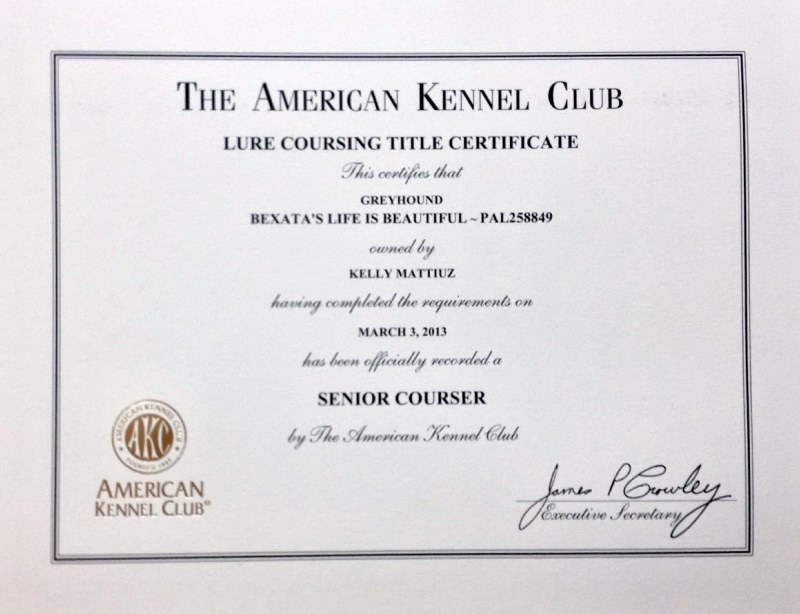 THE AMERICAN KENNEL CLUB
LURE COURSING TITLE CERTIFICATE
This certifies that
GREYHOUND
BEXATA'S LIFE IS BEAUTIFUL ~ PAL258849
owned by
KELLY MATTIUZ
having completed the requirements on
MARCH 3, 2013
has been officially recorded a
SENIOR COURSER
by The American Kennel Club
AMERICAN KENNEL CLUB
AKC
FOUNDED 1884
AMERICAN
KENNEL CLUB®
James P Crowley
Executive Secretary